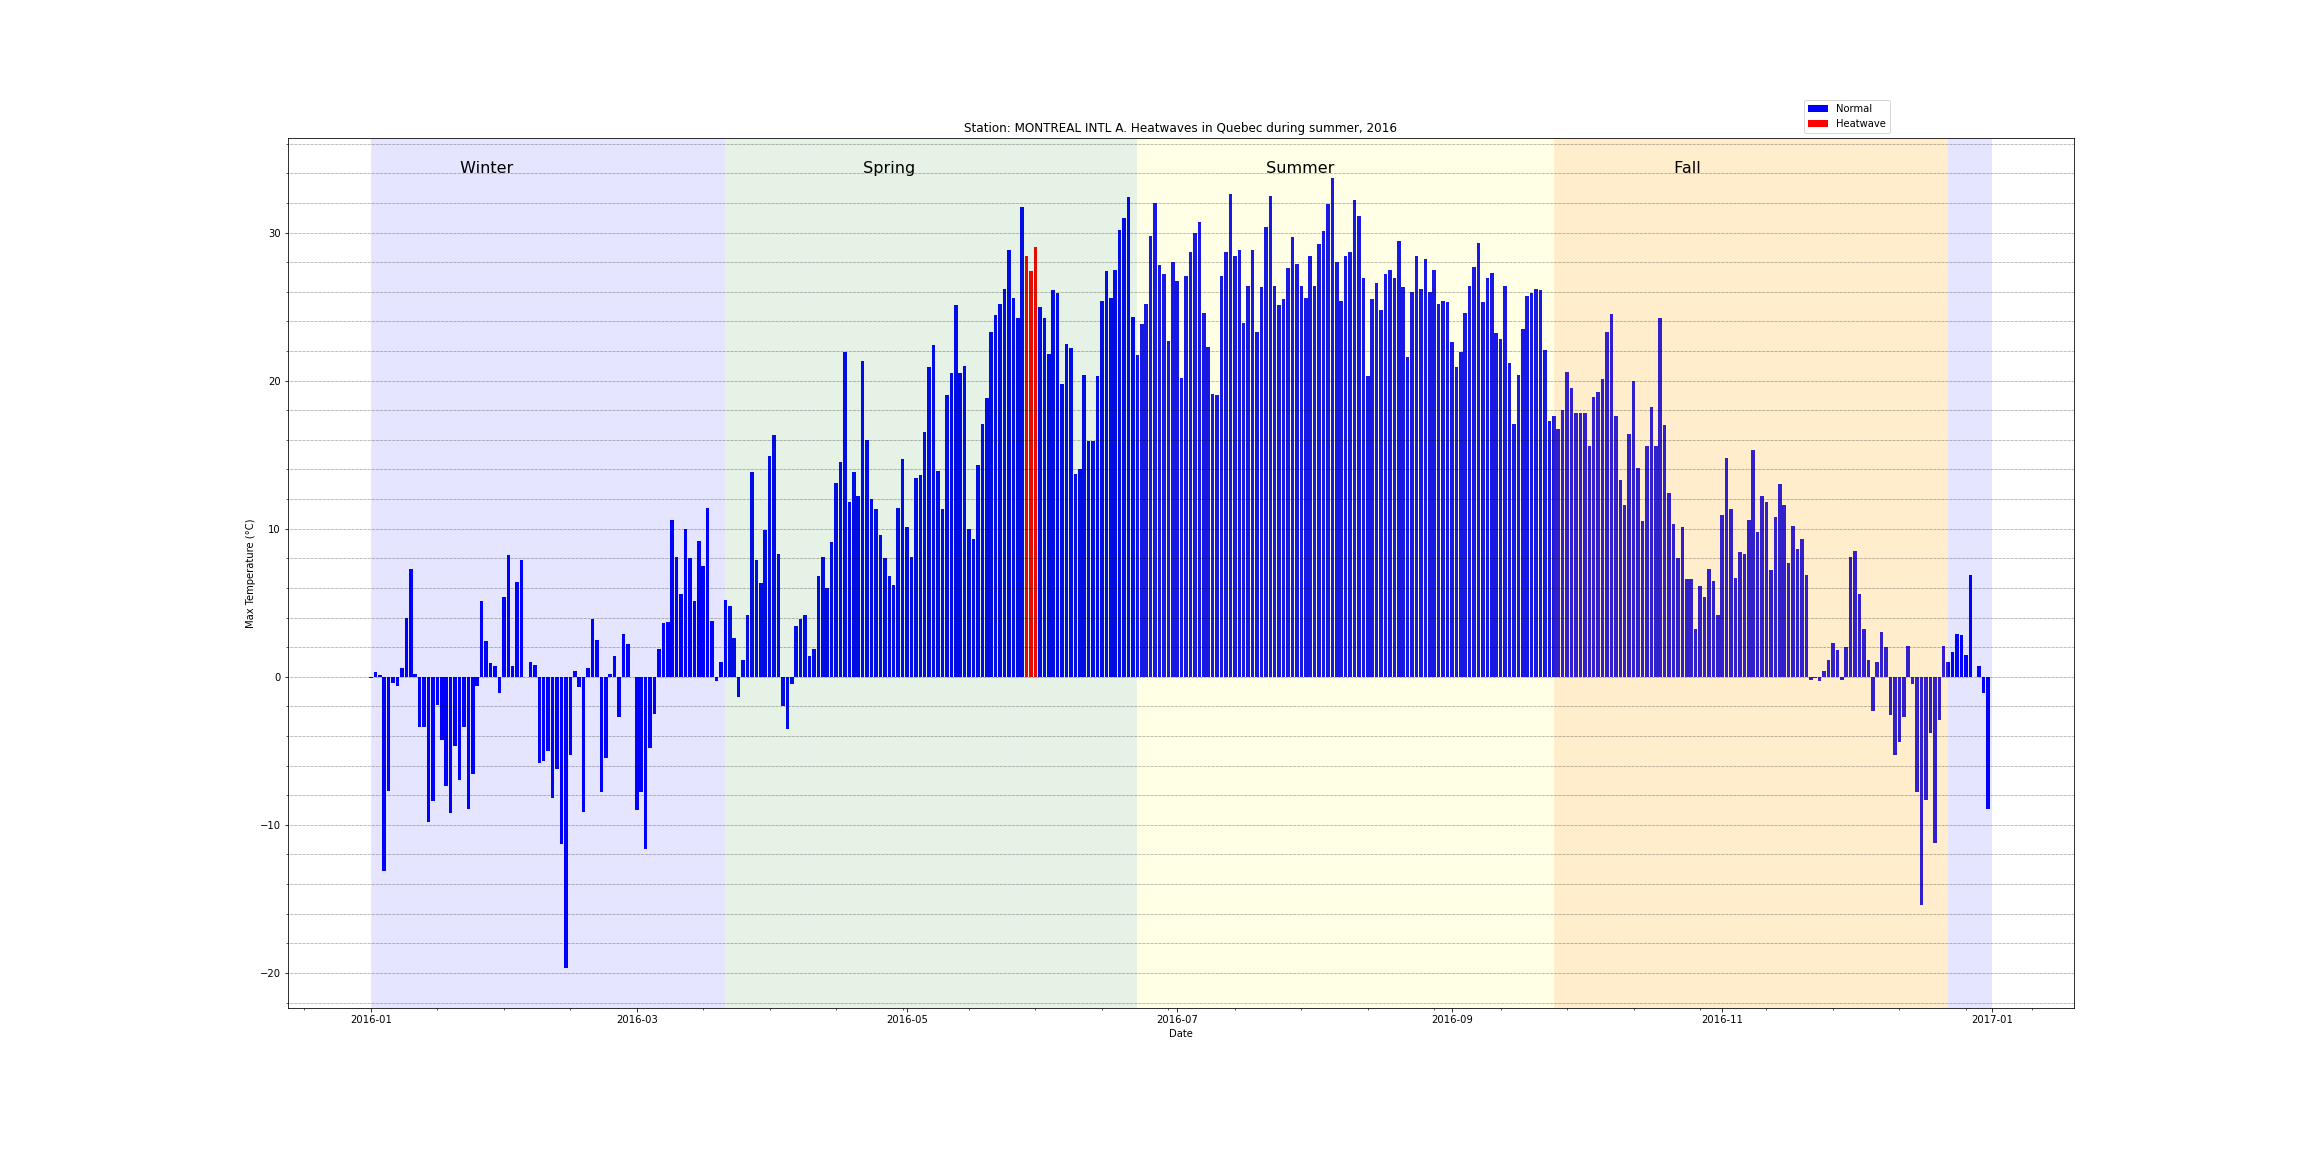 Normal
Heatwave
Station: MONTREAL INTL A. Heatwaves in Quebec during summer, 2016
Winter
Spring
Summer
Fall
30
20
10
0
−10
−20
Max Temperature (°C)
2016-01
2016-03
2016-05
2016-07
2016-09
2016-11
2017-01
Date